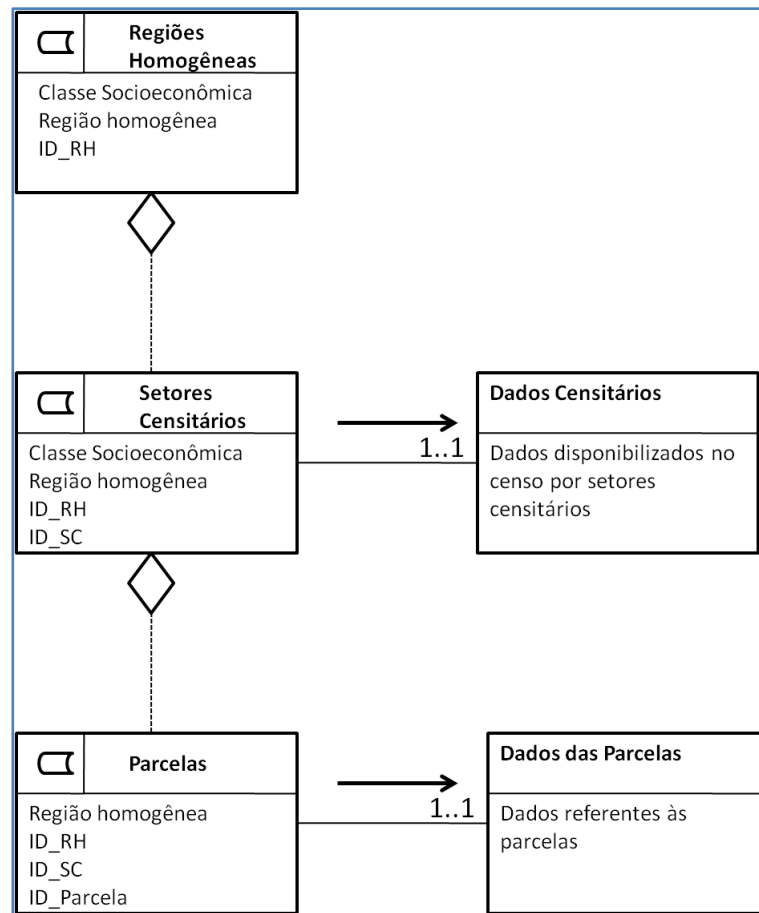 Regiões
Homogêneas
Classe Socioeconômica
Região homogênea
ID_RH
Setores
Censitários
Classe Socioeconômica
Região homogênea
ID_RH
ID_SC
1..1
Dados Censitários
Dados disponibilizados no
censo por setores
censitários
Parcelas
Região homogênea
ID_RH
ID_SC
ID_Parcela
1..1
Dados das Parcelas
Dados referentes às
parcelas